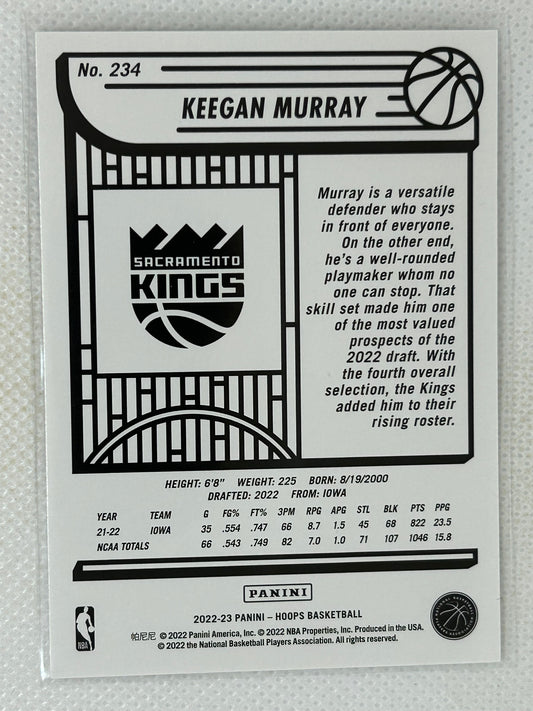 No. 234
KEEGAN MURRAY
SACRAMENTO
KINGS
Murray is a versatile
defender who stays
in front of everyone.
On the other end,
he's a well-rounded
playmaker whom no
one can stop. That
skill set made him one
of the most valued
prospects of the
2022 draft. With
the fourth overall
selection, the Kings
added him to their
rising roster.
HEIGHT: 6'8" WEIGHT: 225 BORN: 8/19/2000
DRAFTED: 2022 FROM: IOWA
YEAR TEAM G FG% FT% 3PM RPG APG STL BLK PTS PPG
21-22 IOWA 35 .554 .747 66 8.7 1.5 45 68 822 23.5
NCAA TOTALS 66 .543 .749 82 7.0 1.0 71 107 1046 15.8
PANINI
2022-23 PANINI – HOOPS BASKETBALL
帕尼尼 © 2022 Panini America, Inc. © 2022 NBA Properties, Inc. Produced in the USA.
© 2022 the National Basketball Players Association. All rights reserved.
NBA